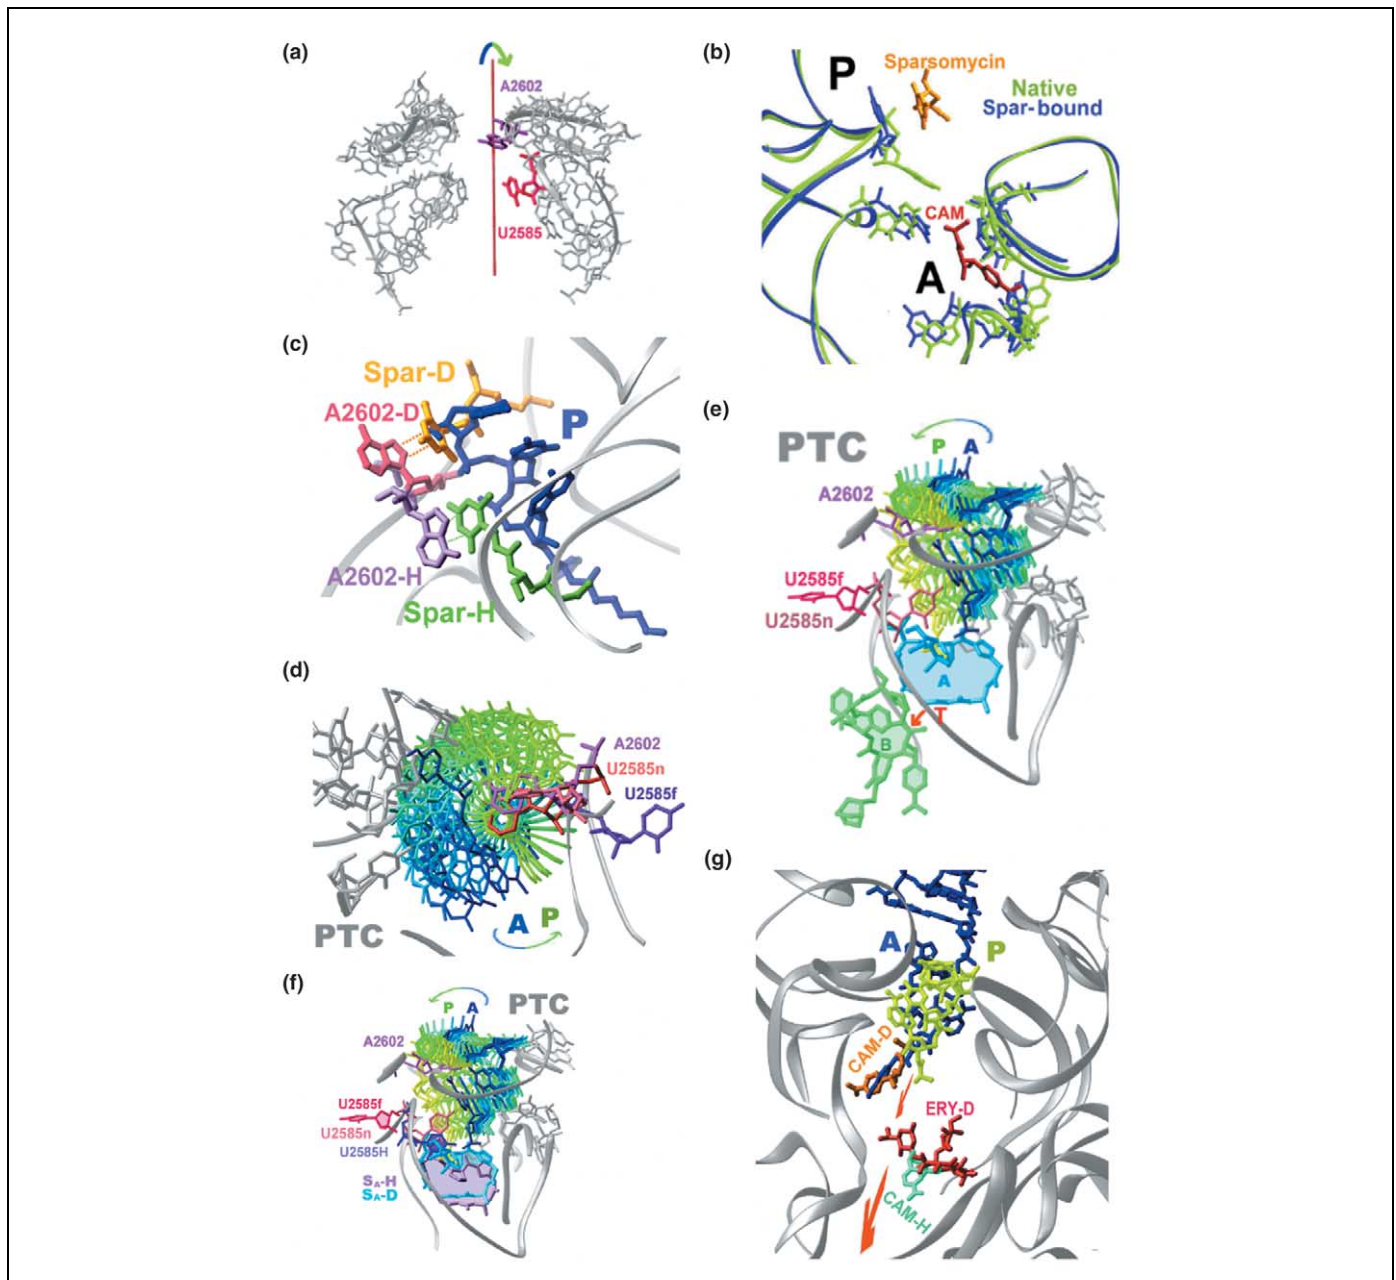 (a)
A2602
U2585
(b)
P
Sparsomycin
Native
Spar-bound
CAM
A
(c)
Spar-D
A2602-D
P
A2602-H
Spar-H
(d)
A2602
U2585n
U2585f
A P
PTC
(e)
PTC
P A
A2602
U2585f
U2585n
A
T
B
(f)
P A
PTC
A2602
U2585f
U2585n
U2585H
SA-H
SA-D
(g)
A
P
CAM-D
ERY-D
CAM-H